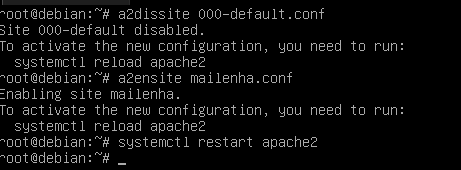 root@debian:~# a2dissite 000-default.conf
Site 000-default disabled.
To activate the new configuration, you need to run:
  systemctl reload apache2
root@debian:~# a2ensite mailenha.conf
Enabling site mailenha.
To activate the new configuration, you need to run:
  systemctl reload apache2
root@debian:~# systemctl restart apache2
root@debian:~# _